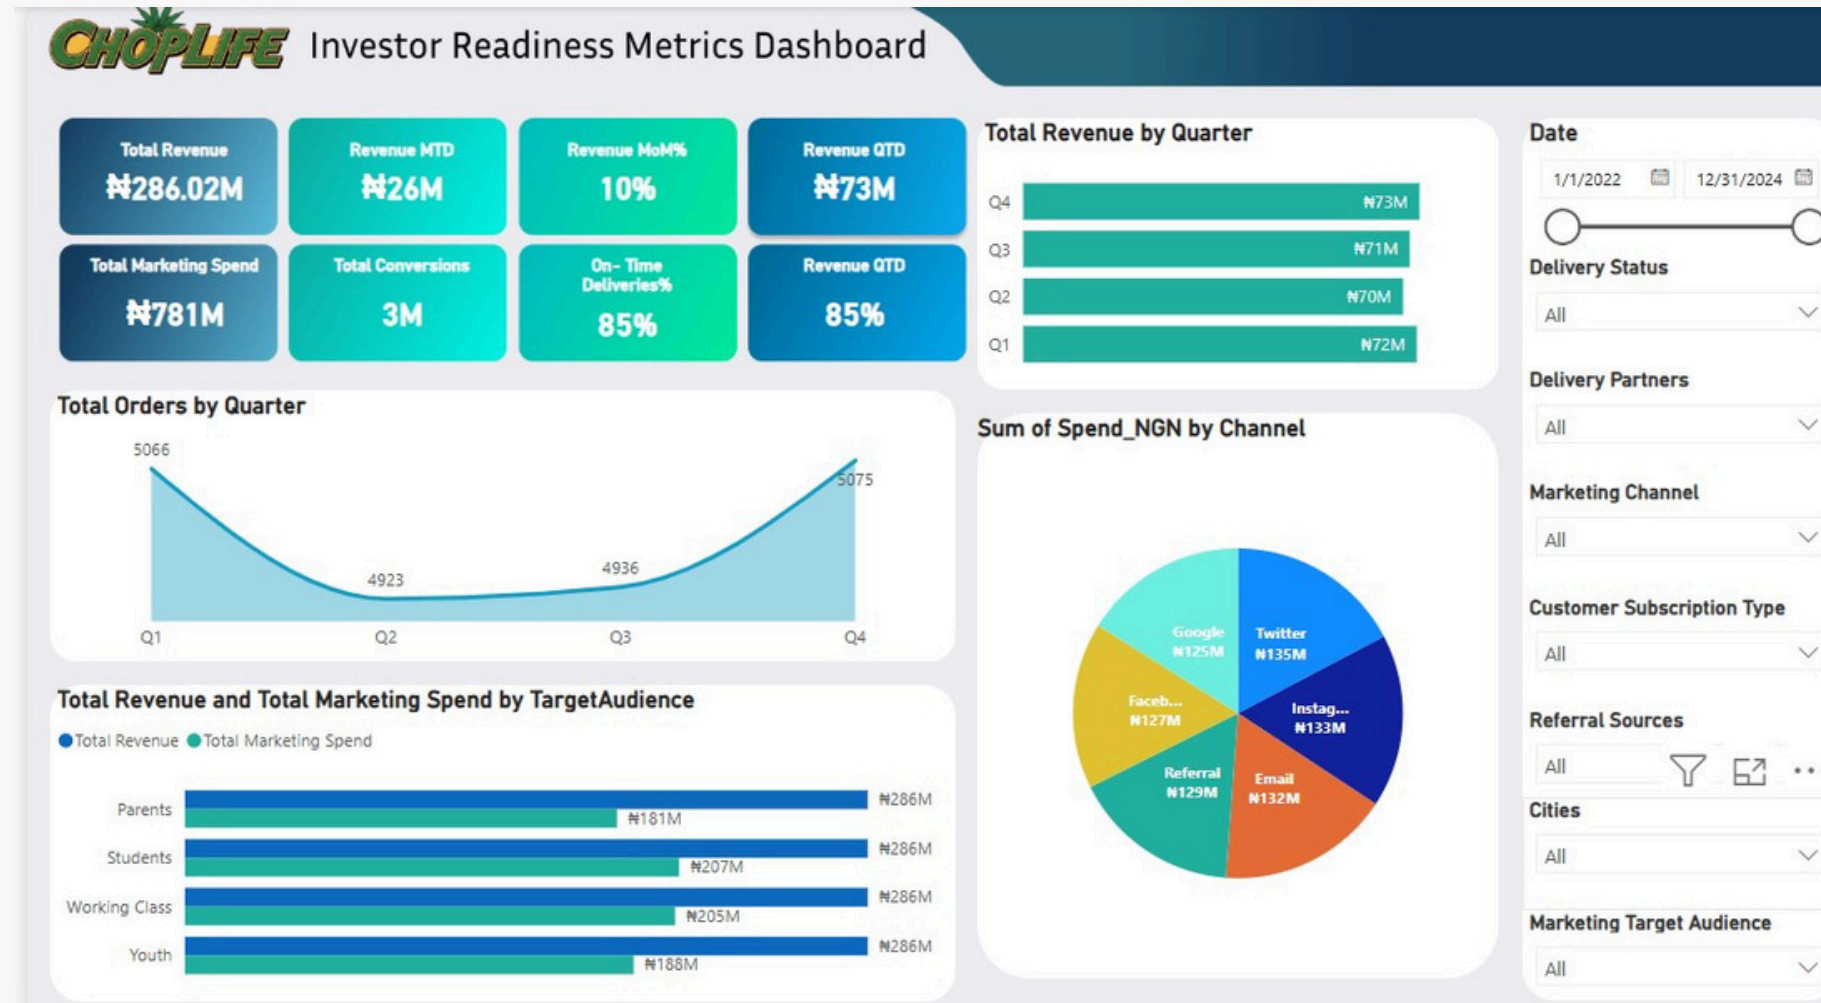 CHOPLIFE Investor Readiness Metrics Dashboard
Total Revenue
₦286.02M
Revenue MTD
₦26M
Revenue MoM%
10%
Revenue QTD
₦73M
Total Marketing Spend
₦781M
Total Conversions
3M
On- Time
Deliveries%
85%
Revenue QTD
85%
Total Revenue by Quarter
Q4 ₦73M
Q3 ₦71M
Q2 ₦70M
Q1 ₦72M
Total Orders by Quarter
5066
4923
4936
5075
Q1 Q2 Q3 Q4
Sum of Spend_NGN by Channel
Google
₦125M
Twitter
₦135M
Faceb...
₦127M
Instag...
₦133M
Referral
₦129M
Email
₦132M
Total Revenue and Total Marketing Spend by TargetAudience
Total Revenue Total Marketing Spend
Parents ₦286M
₦181M
Students ₦286M
₦207M
Working Class ₦286M
₦205M
Youth ₦286M
₦188M
Date
1/1/2022 12/31/2024
Delivery Status
All
Delivery Partners
All
Marketing Channel
All
Customer Subscription Type
All
Referral Sources
All
Cities
All
Marketing Target Audience
All